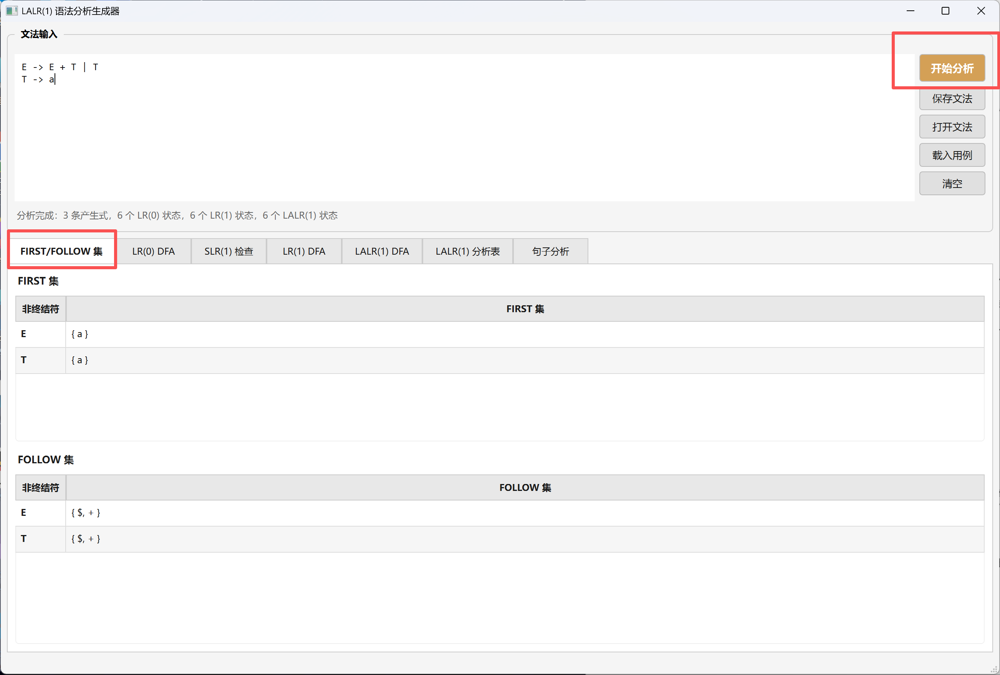 LALR(1) 语法分析生成器
文法输入
E -> E + T | T
T -> a
开始分析
保存文法
打开文法
载入用例
清空
分析完成：3 条产生式，6 个 LR(0) 状态，6 个 LR(1) 状态，6 个 LALR(1) 状态
FIRST/FOLLOW 集 LR(0) DFA SLR(1) 检查 LR(1) DFA LALR(1) DFA LALR(1) 分析表 句子分析
FIRST 集
非终结符 FIRST 集
E { a }
T { a }
FOLLOW 集
非终结符 FOLLOW 集
E { $, + }
T { $, + }